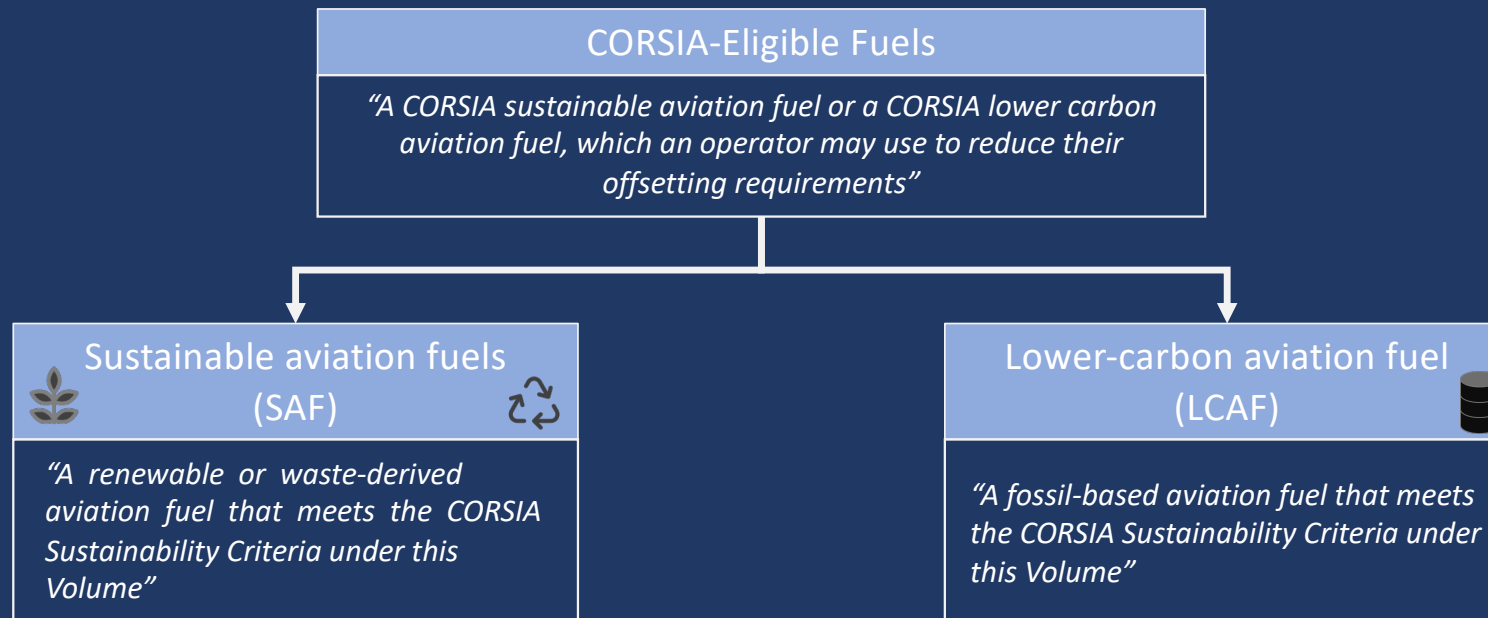 CORSIA-Eligible Fuels
“A CORSIA sustainable aviation fuel or a CORSIA lower carbon
aviation fuel, which an operator may use to reduce their
offsetting requirements”
Sustainable aviation fuels
(SAF)
“A renewable or waste-derived
aviation fuel that meets the CORSIA
Sustainability Criteria under this
Volume”
Lower-carbon aviation fuel
(LCAF)
“A fossil-based aviation fuel that meets
the CORSIA Sustainability Criteria under
this Volume”